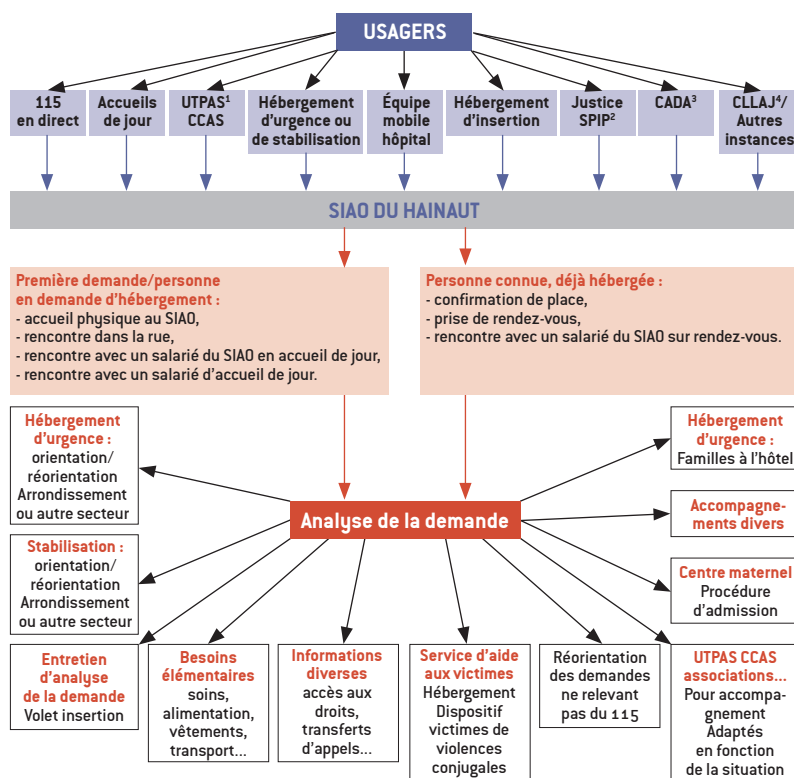 USAGERS
115
en direct
Accueils
de jour
UTPAS¹
CCAS
Hébergement
d'urgence ou
de stabilisation
Équipe
mobile
hôpital
Hébergement
d'insertion
Justice
SPIP²
CADA³
CLLAJ⁴/
Autres
instances
SIAO DU HAINAUT
Première demande/personne
en demande d'hébergement :
- accueil physique au SIAO,
- rencontre dans la rue,
- rencontre avec un salarié du SIAO en accueil de jour,
- rencontre avec un salarié d'accueil de jour.
Personne connue, déjà hébergée :
- confirmation de place,
- prise de rendez-vous,
- rencontre avec un salarié du SIAO sur rendez-vous.
Hébergement
d'urgence :
orientation/
réorientation
Arrondissement
ou autre secteur
Hébergement
d'urgence :
Familles à l'hôtel
Analyse de la demande
Accompagne-
ments divers
Stabilisation :
orientation/
réorientation
Arrondissement
ou autre secteur
Centre maternel
Procédure
d'admission
Entretien
d'analyse
de la demande
Volet insertion
Besoins
élémentaires
soins,
alimentation,
vêtements,
transport...
Informations
diverses
accès aux
droits,
transferts
d'appels...
Service d'aide
aux victimes
Hébergement
Dispositif
victimes de
violences
conjugales
Réorientation
des demandes
ne relevant
pas du 115
UTPAS CCAS
associations...
Pour accompa-
gnement
Adaptés
en fonction
de la situation